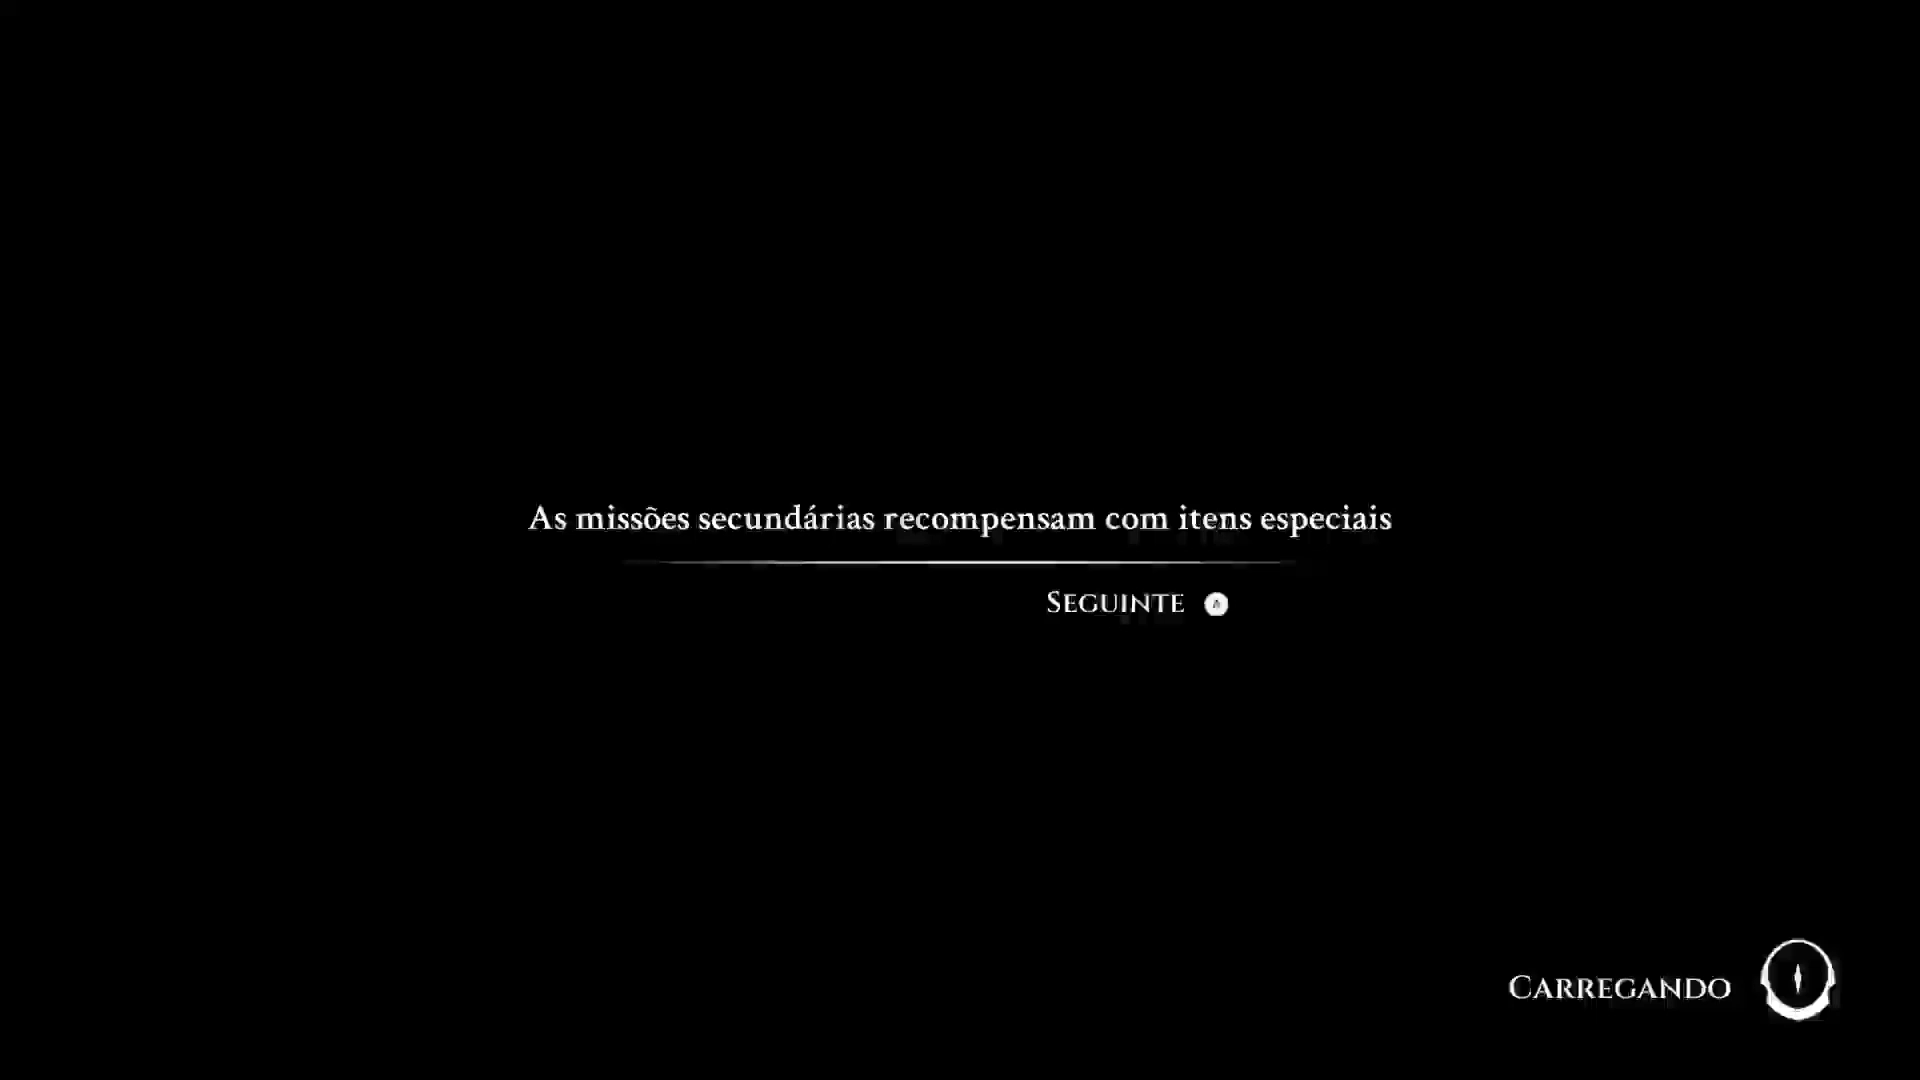 As missões secundárias recompensam com itens especiais
Seguinte A
Carregando